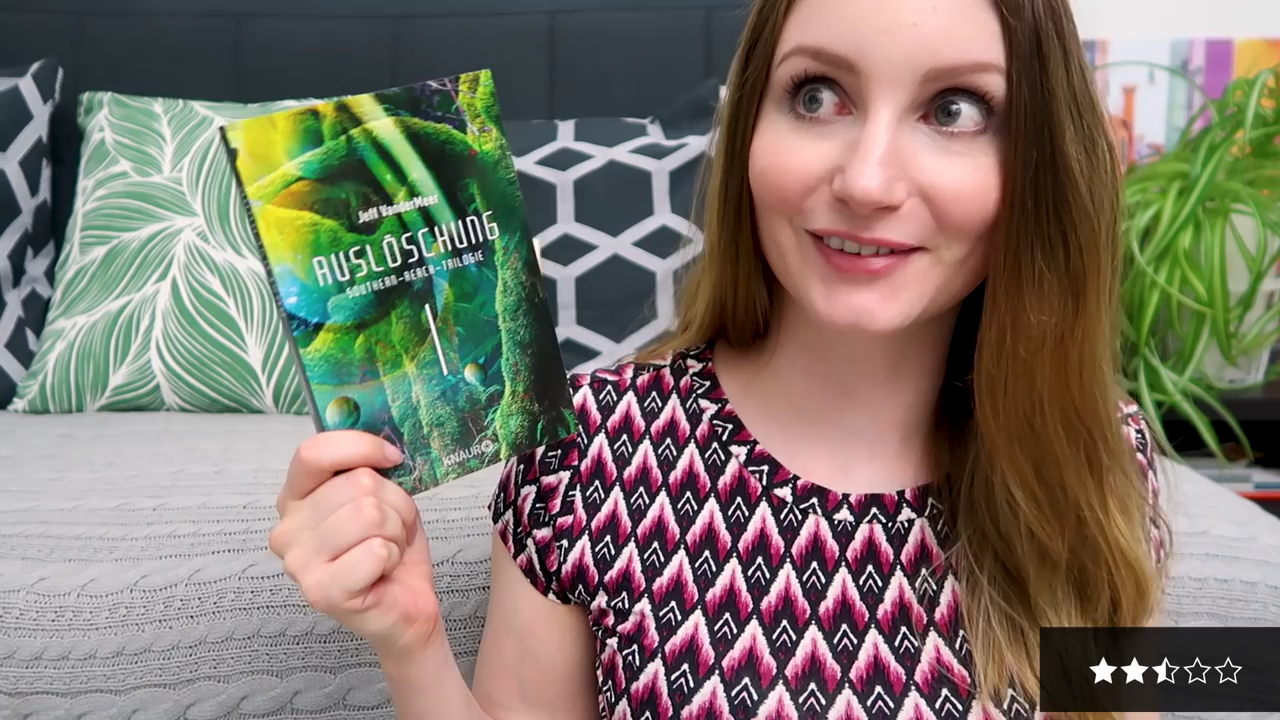 Jeff VanderMeer
AUSLÖSCHUNG
SOUTHERN-REACH-TRILOGIE
I
KNAUR